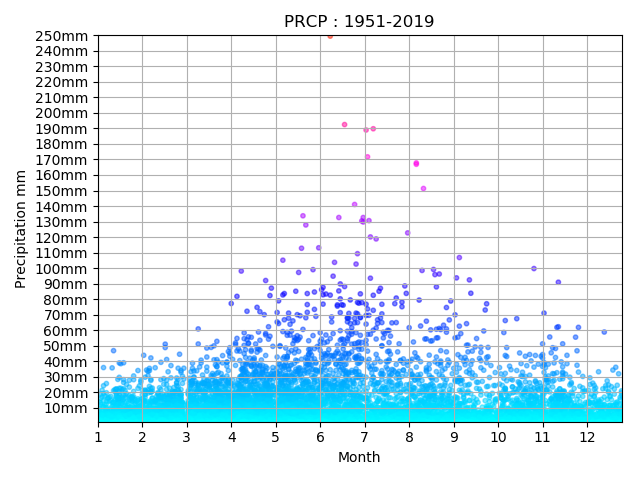 PRCP : 1951-2019
250mm
240mm
230mm
220mm
210mm
200mm
190mm
180mm
170mm
160mm
150mm
140mm
130mm
120mm
110mm
100mm
90mm
80mm
70mm
60mm
50mm
40mm
30mm
20mm
10mm
Precipitation mm
1 2 3 4 5 6 7 8 9 10 11 12
Month